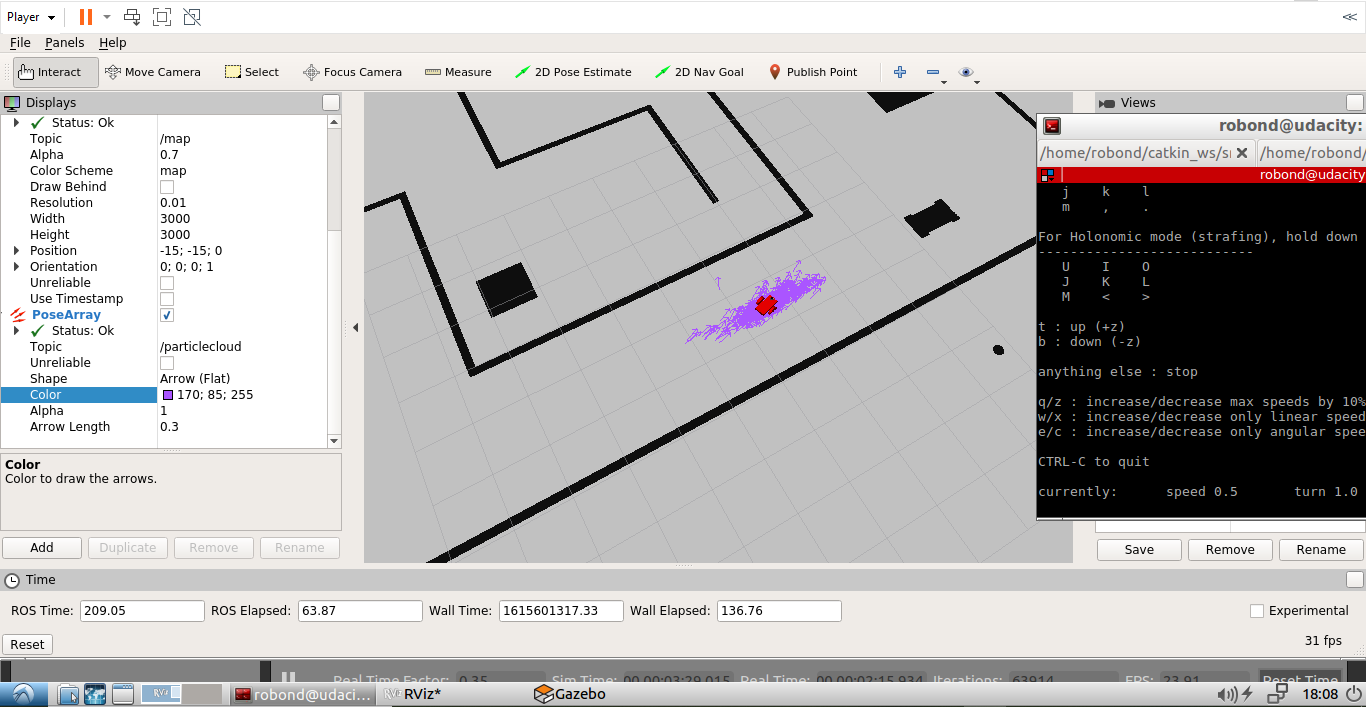 Player
File Panels Help
Interact Move Camera Select Focus Camera Measure 2D Pose Estimate 2D Nav Goal Publish Point
Displays
Status: Ok
Topic /map
Alpha 0.7
Color Scheme map
Draw Behind
Resolution 0.01
Width 3000
Height 3000
Position -15; -15; 0
Orientation 0; 0; 0; 1
Unreliable
Use Timestamp
PoseArray
Status: Ok
Topic /particlecloud
Unreliable
Shape Arrow (Flat)
Color 170; 85; 255
Alpha 1
Arrow Length 0.3
Color
Color to draw the arrows.
Add Duplicate Remove Rename
Views
robond@udacity:
/home/robond/catkin_ws/s /home/robond/
robond@udacity
j k l
m , .
For Holonomic mode (strafing), hold down
---------------------------
U I O
J K L
M < >
t : up (+z)
b : down (-z)
anything else : stop
q/z : increase/decrease max speeds by 10%
w/x : increase/decrease only linear speed
e/c : increase/decrease only angular spee
CTRL-C to quit
currently: speed 0.5 turn 1.0
Save Remove Rename
Time
ROS Time: 209.05 ROS Elapsed: 63.87 Wall Time: 1615601317.33 Wall Elapsed: 136.76 Experimental
Reset 31 fps
Real Time Factor: 0.35 Sim Time: 00 00:03:29.015 Real Time: 00 00:02:15.934 Iterations: 63914 FPS: 23.91 Reset Time
RViz robond@udaci... RViz* Gazebo 18:08